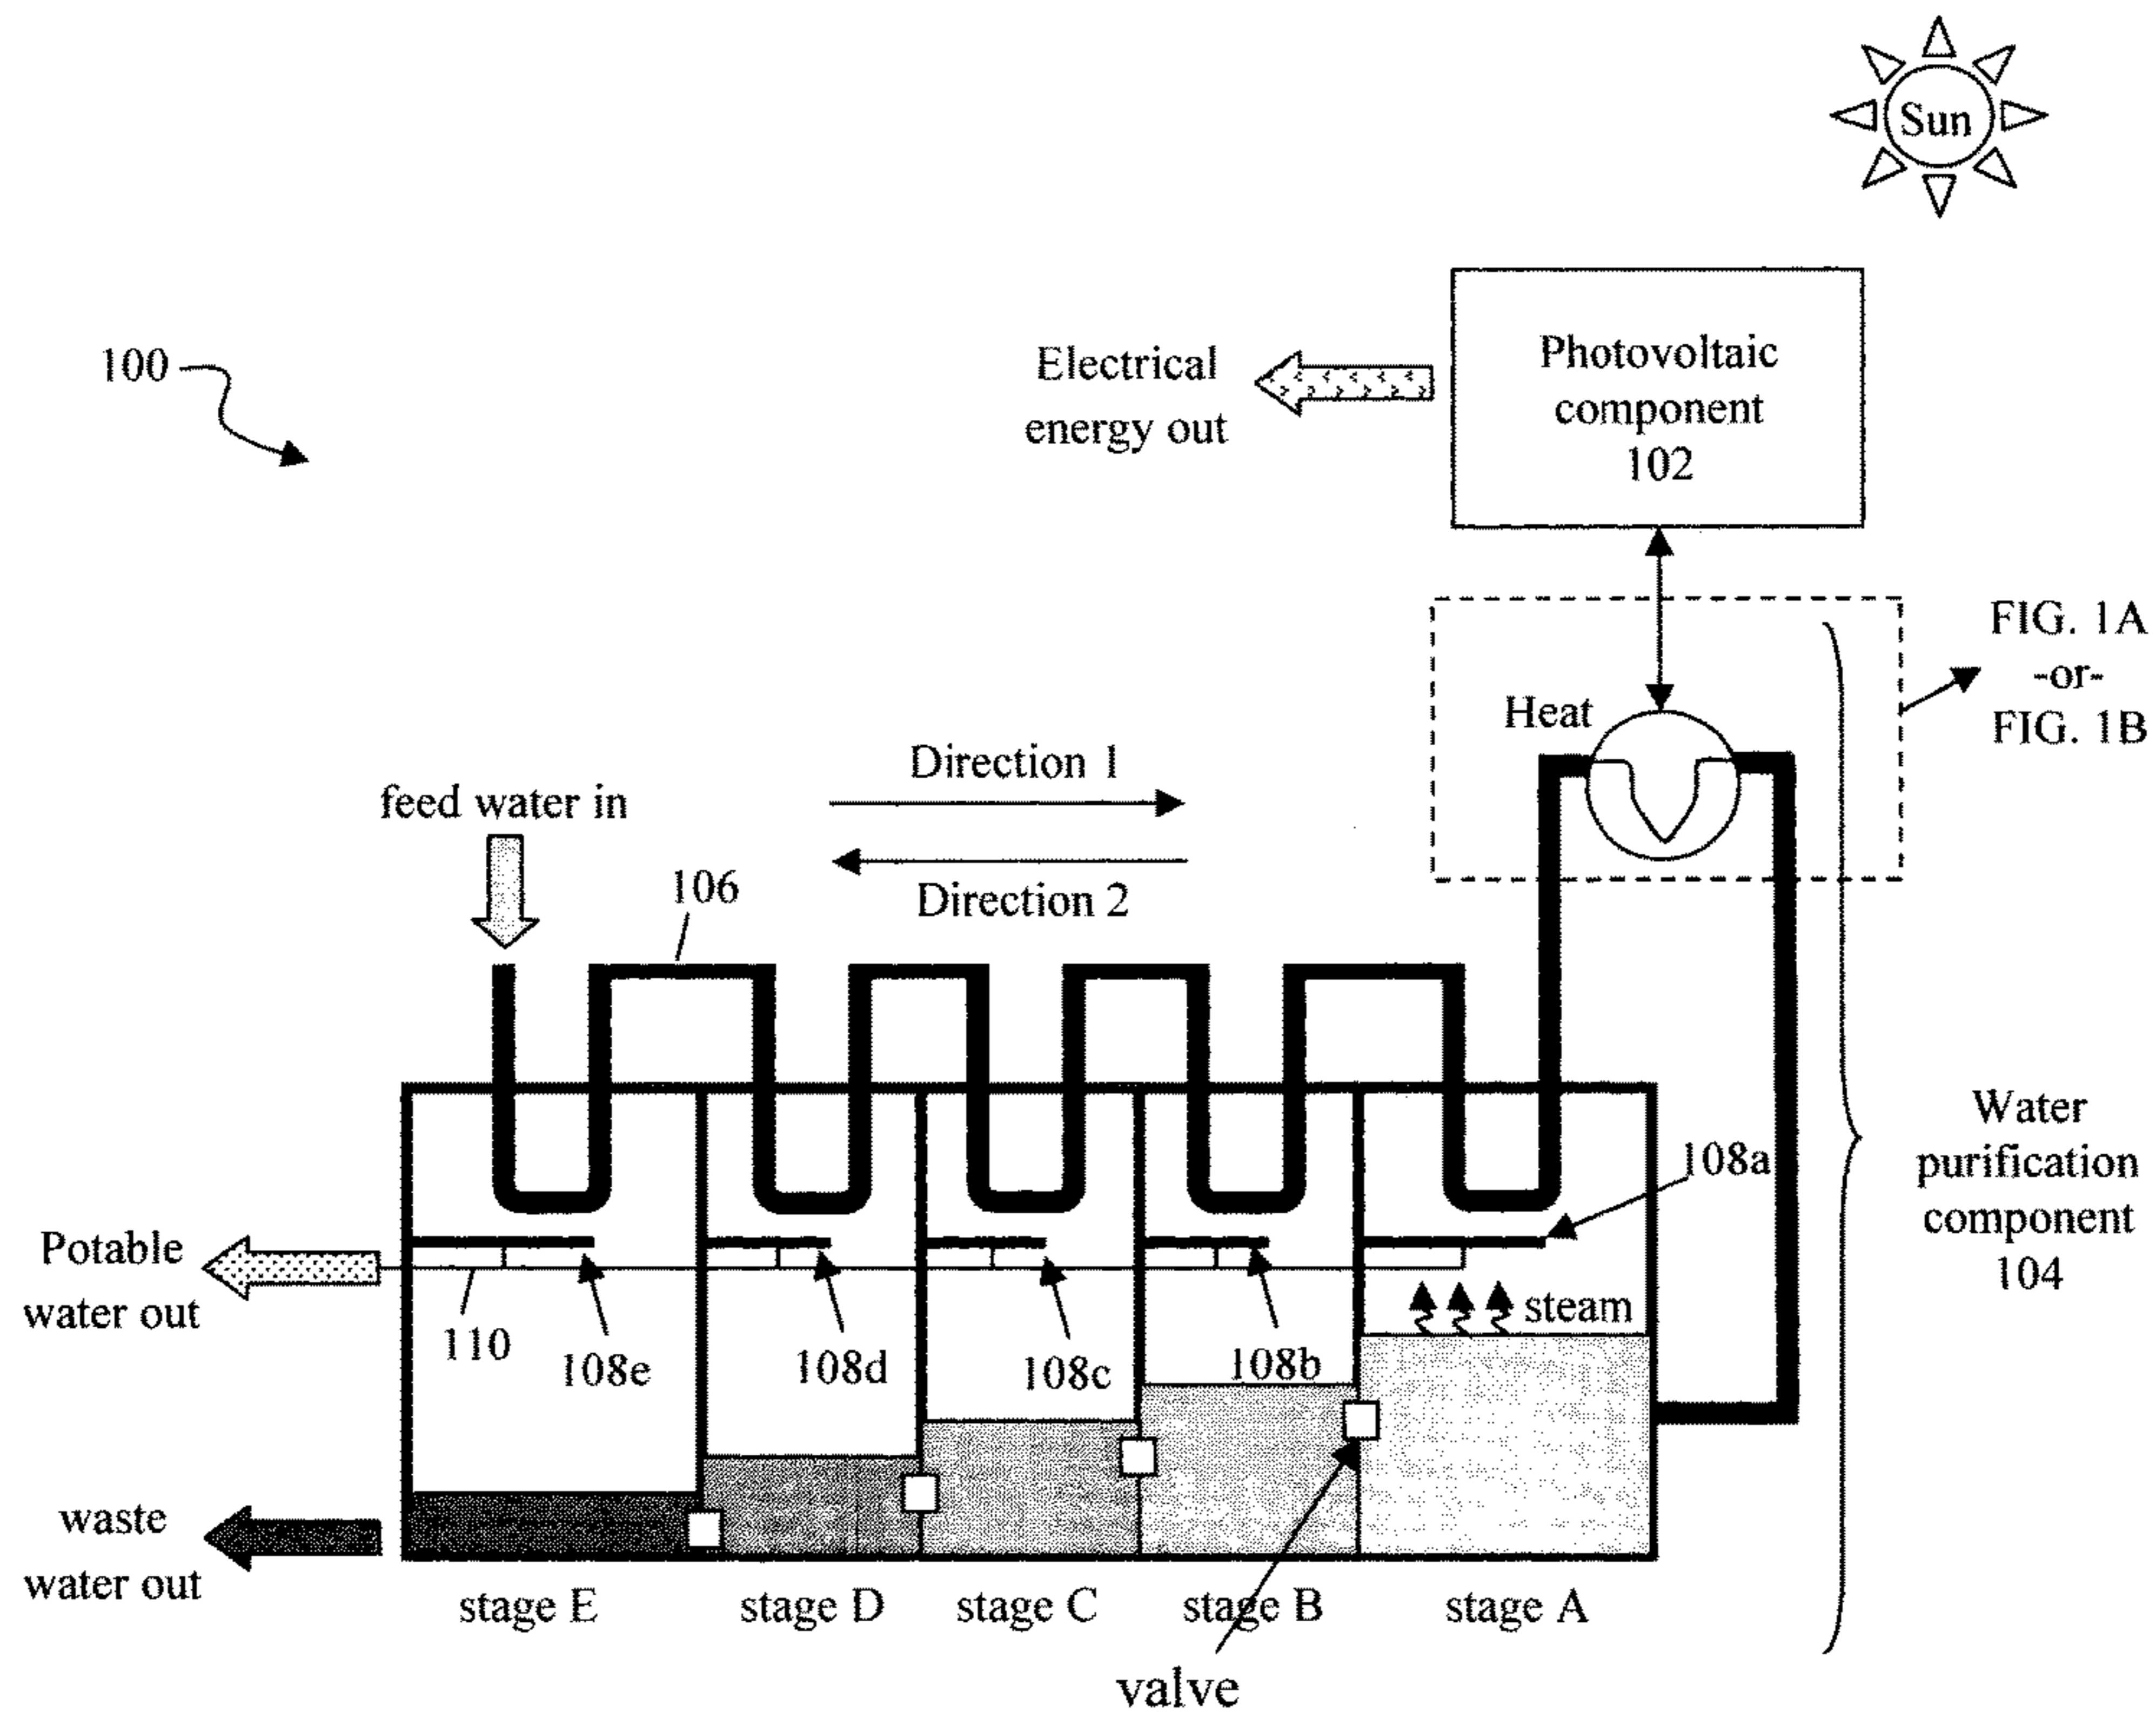 Sun
Photovoltaic
component
102
Electrical
energy out
100
FIG. 1A
-or-
FIG. 1B
Heat
Direction 1
Direction 2
feed water in
106
108a
Water
purification
component
104
Potable
water out
110
108e
108d
108c
108b
steam
waste
water out
stage E
stage D
stage C
stage B
stage A
valve